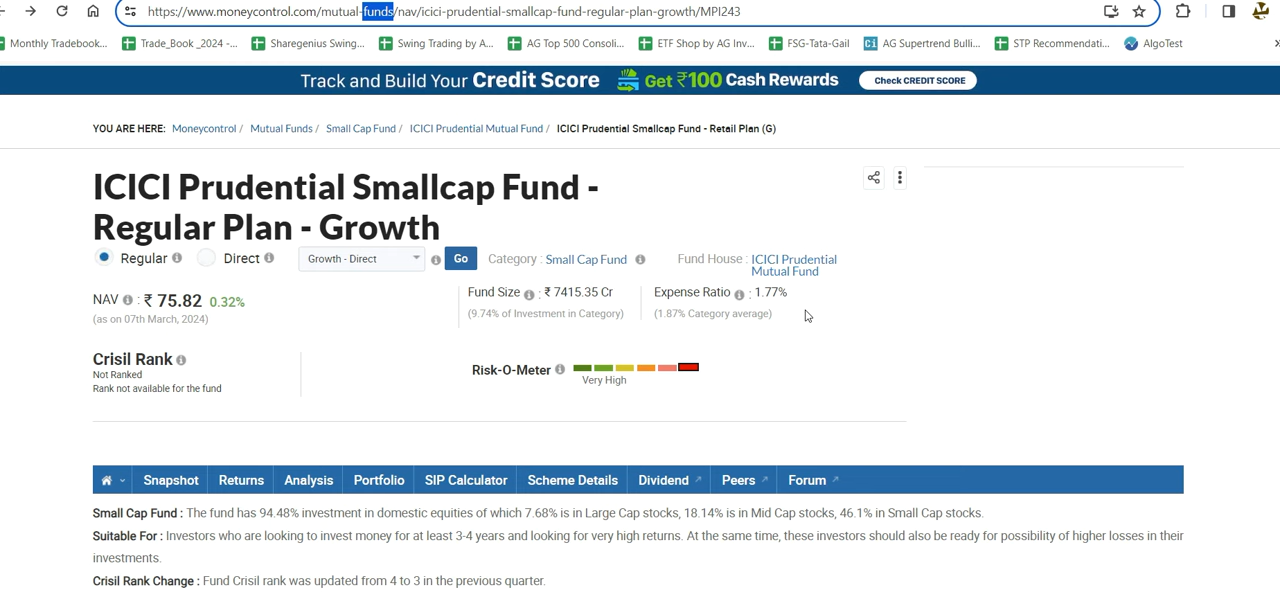 https://www.moneycontrol.com/mutual-funds/nav/icici-prudential-smallcap-fund-regular-plan-growth/MPI243
Monthly Tradebook... Trade_Book _2024 -... Sharegenius Swing... Swing Trading by A... AG Top 500 Consoli... ETF Shop by AG Inv... FSG-Tata-Gail Ci AG Supertrend Bulli... STP Recommendati... AlgoTest »
Track and Build Your Credit Score Get ₹100 Cash Rewards Check CREDIT SCORE
YOU ARE HERE: Moneycontrol / Mutual Funds / Small Cap Fund / ICICI Prudential Mutual Fund / ICICI Prudential Smallcap Fund - Retail Plan (G)
ICICI Prudential Smallcap Fund -
Regular Plan - Growth
Regular Direct Growth - Direct Go Category : Small Cap Fund Fund House : ICICI Prudential
Mutual Fund
NAV : ₹ 75.82 0.32% Fund Size : ₹ 7415.35 Cr Expense Ratio : 1.77%
(as on 07th March, 2024) (9.74% of Investment in Category) (1.87% Category average)
Crisil Rank
Not Ranked
Rank not available for the fund
Risk-O-Meter
Very High
Snapshot Returns Analysis Portfolio SIP Calculator Scheme Details Dividend Peers Forum
Small Cap Fund : The fund has 94.48% investment in domestic equities of which 7.68% is in Large Cap stocks, 18.14% is in Mid Cap stocks, 46.1% in Small Cap stocks.
Suitable For : Investors who are looking to invest money for at least 3-4 years and looking for very high returns. At the same time, these investors should also be ready for possibility of higher losses in their
investments.
Crisil Rank Change : Fund Crisil rank was updated from 4 to 3 in the previous quarter.